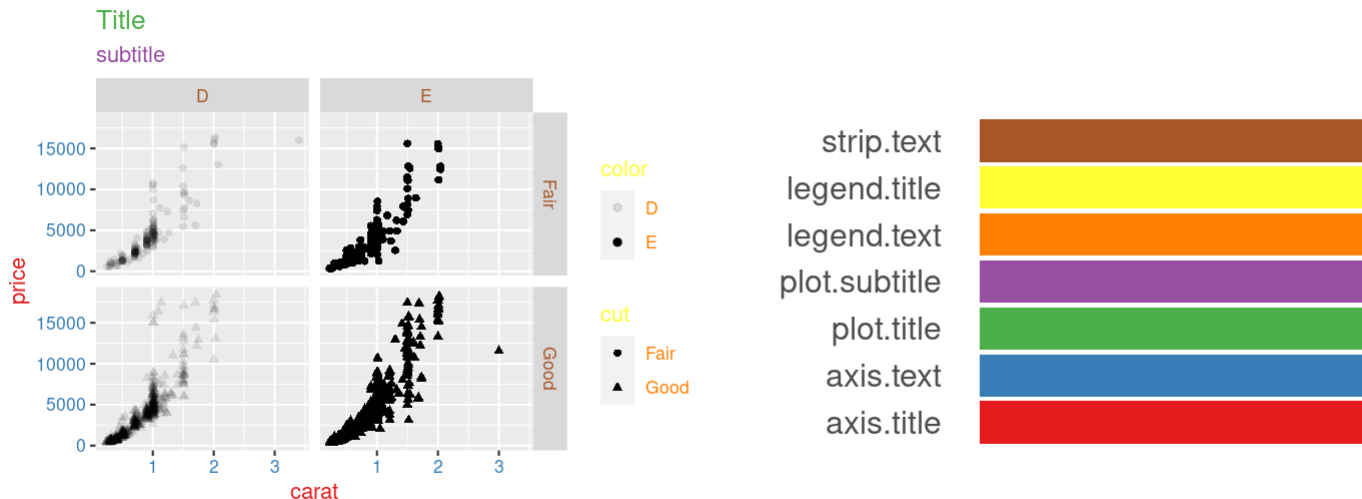 Title
subtitle
D
E
15000
10000
5000
0
Fair
15000
10000
5000
0
Good
price
1
2
3
1
2
3
carat
color
D
E
cut
Fair
Good
strip.text
legend.title
legend.text
plot.subtitle
plot.title
axis.text
axis.title